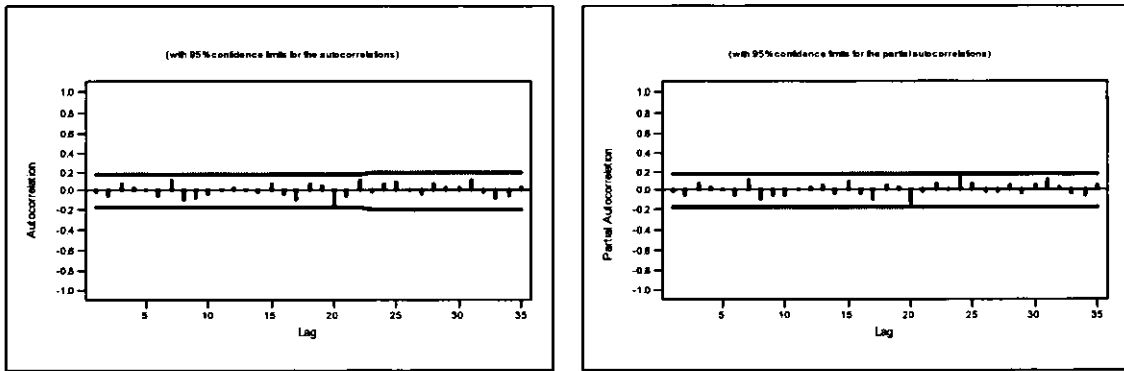 (with 95% confidence limits for the autocorrelations)
1.0
0.8
0.6
0.4
0.2
0.0
-0.2
-0.4
-0.6
-0.8
-1.0
Autocorrelation
5 10 15 20 25 30 35
Lag
(with 95% confidence limits for the partial autocorrelations)
1.0
0.8
0.6
0.4
0.2
0.0
-0.2
-0.4
-0.6
-0.8
-1.0
Partial Autocorrelation
5 10 15 20 25 30 35
Lag